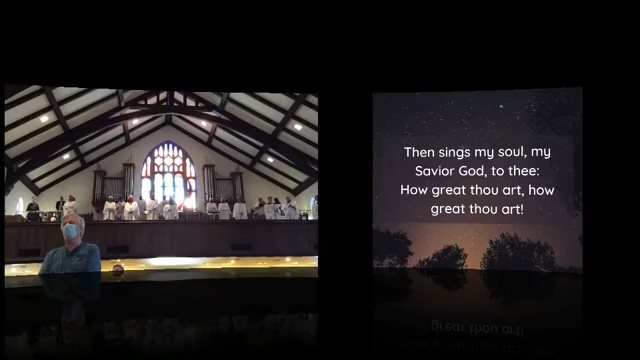 Then sings my soul, my
Savior God, to thee:
How great thou art, how
great thou art!